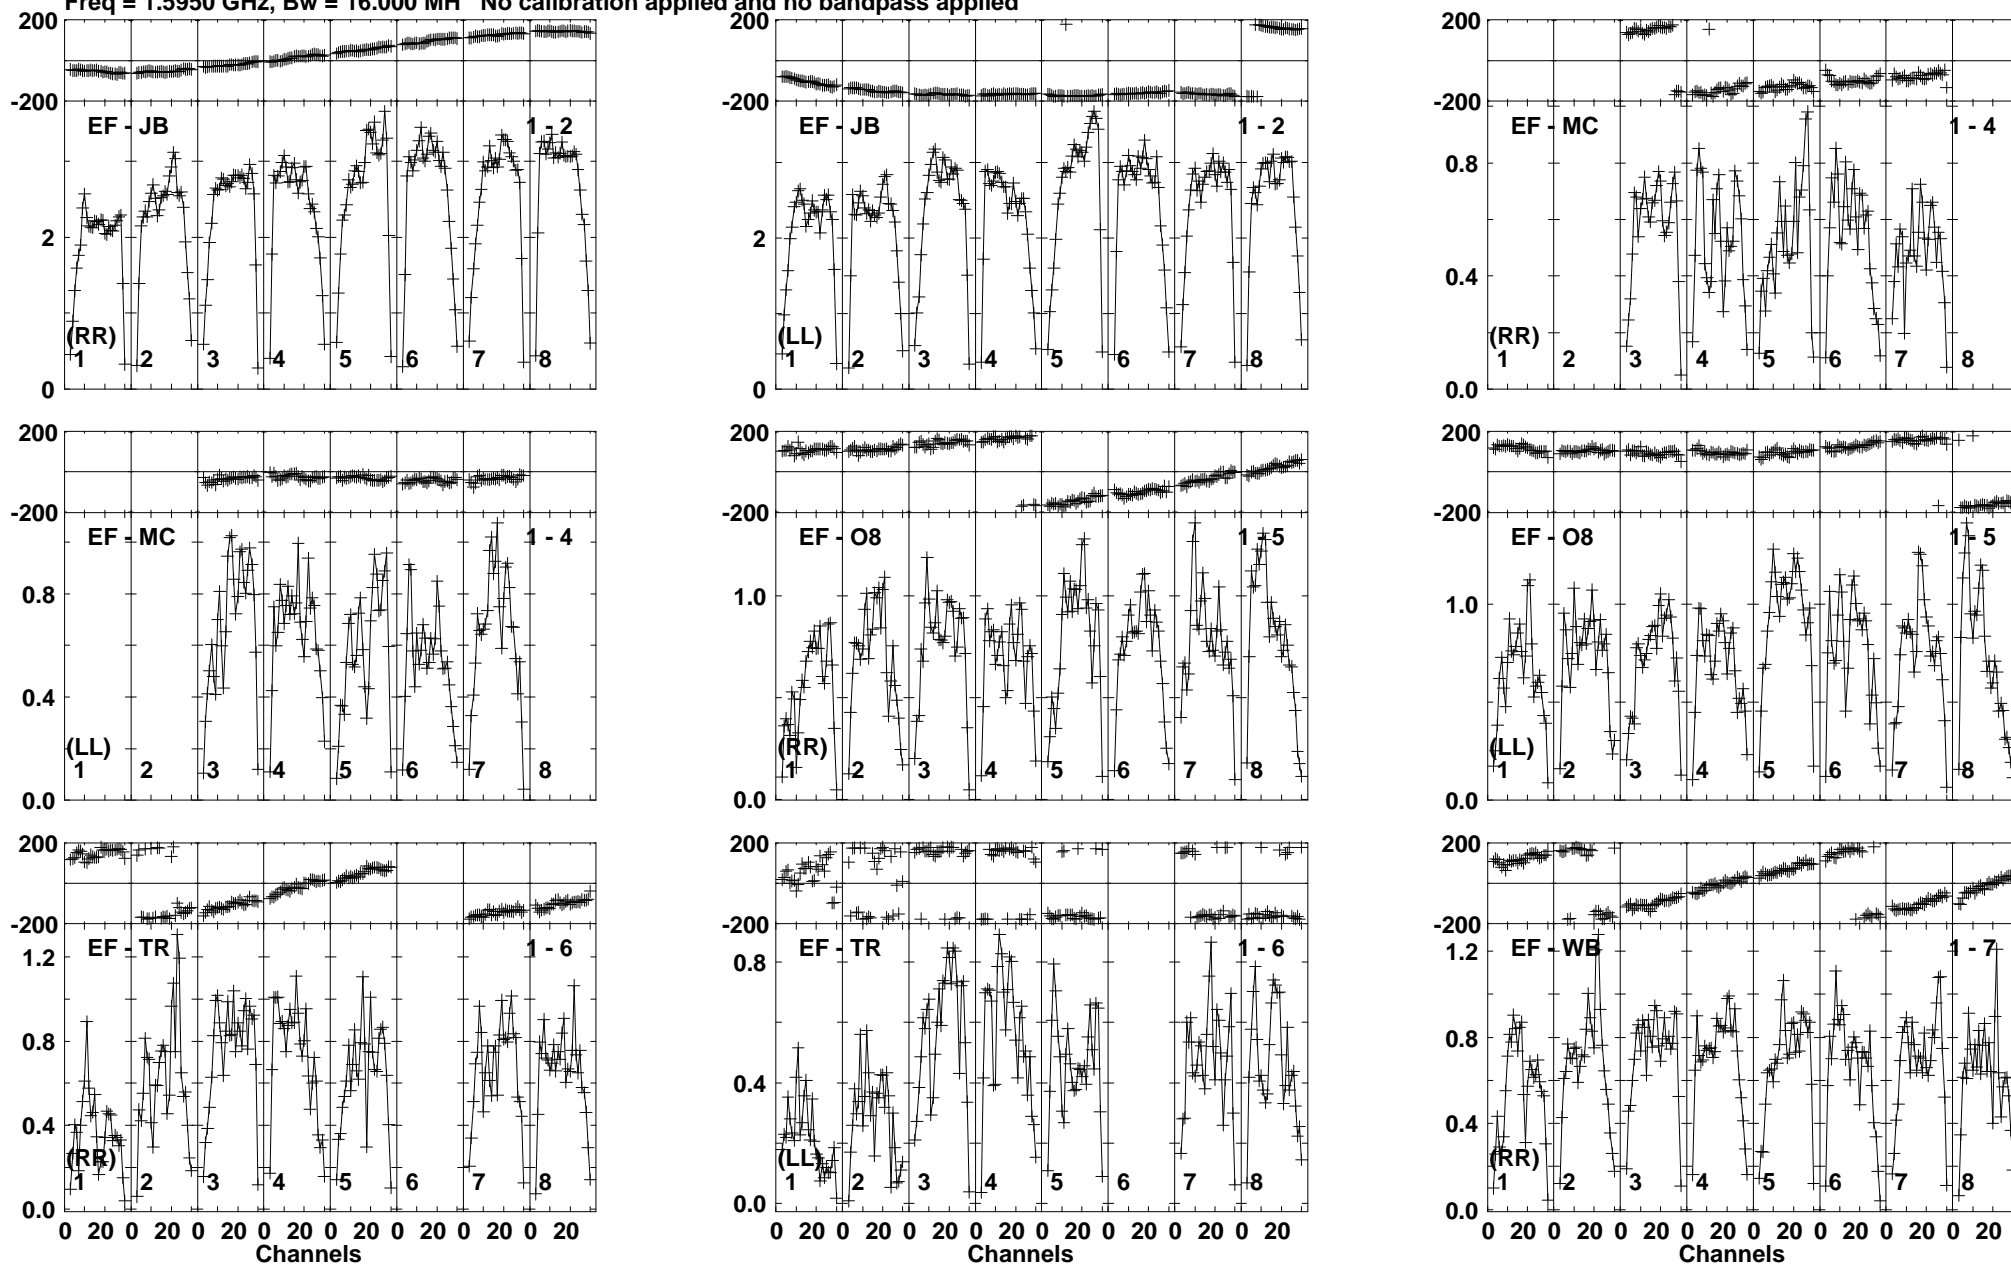 Freq = 1.5950 GHz, Bw = 16.000 MH No calibration applied and no bandpass applied
200 200 200
-200 -200 -200
EF - JB 1 - 2 EF - JB 1 - 2 EF - MC 1 - 4
0.8
2 2
0.4
(RR) (LL) (RR)
1 2 3 4 5 6 7 8 1 2 3 4 5 6 7 8 1 2 3 4 5 6 7 8
0 0 0.0
200 200 200
-200 -200 -200
EF - MC 1 - 4 EF - O8 1 - 5 EF - O8 1 - 5
0.8 1.0 1.0
0.4
(LL) (RR) (LL)
1 2 3 4 5 6 7 8 1 2 3 4 5 6 7 8 1 2 3 4 5 6 7 8
0.0 0.0 0.0
200 200 200
-200 -200 -200
EF - TR 1 - 6 EF - TR 1 - 6 EF - WB 1 - 7
1.2 0.8 1.2
0.8 0.8
0.4 0.4 0.4
(RR) (LL) (RR)
1 2 3 4 5 6 7 8 1 2 3 4 5 6 7 8 1 2 3 4 5 6 7 8
0.0 0.0 0.0
0 20 0 20 0 20 0 20 0 20 0 20 0 20 0 20 0 20 0 20 0 20 0 20 0 20 0 20 0 20 0 20 0 20 0 20 0 20 0 20 0 20 0 20 0 20 0 20
Channels Channels Channels